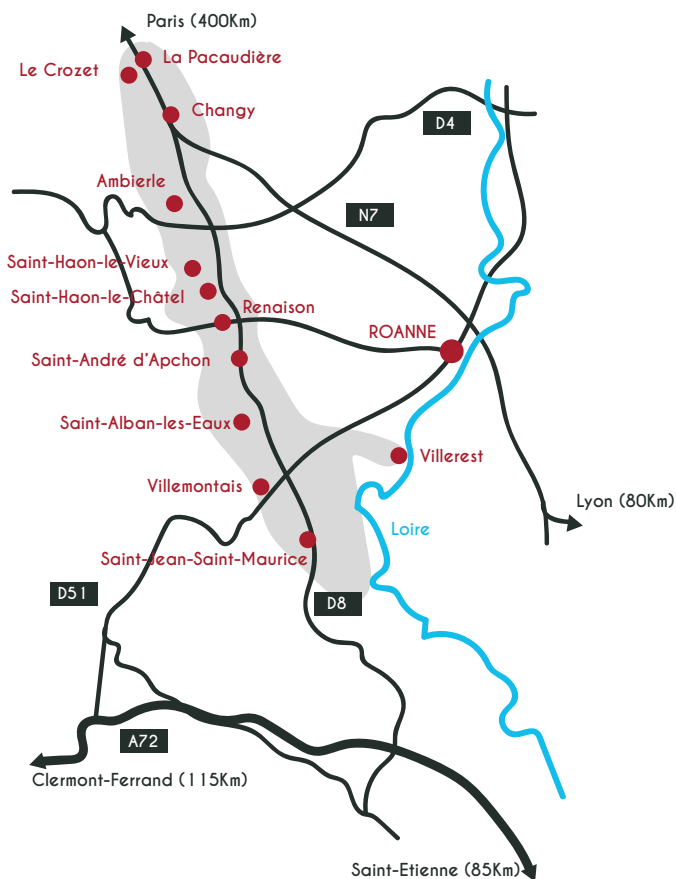 Paris (400Km)
La Pacaudière
Le Crozet
Changy
D4
Ambierle
N7
Saint-Haon-le-Vieux
Saint-Haon-le-Châtel
Renaison
ROANNE
Saint-André d'Apchon
Saint-Alban-les-Eaux
Villerest
Villemontais
Lyon (80Km)
Loire
Saint-Jean-Saint-Maurice
D51
D8
A72
Clermont-Ferrand (115Km)
Saint-Etienne (85Km)